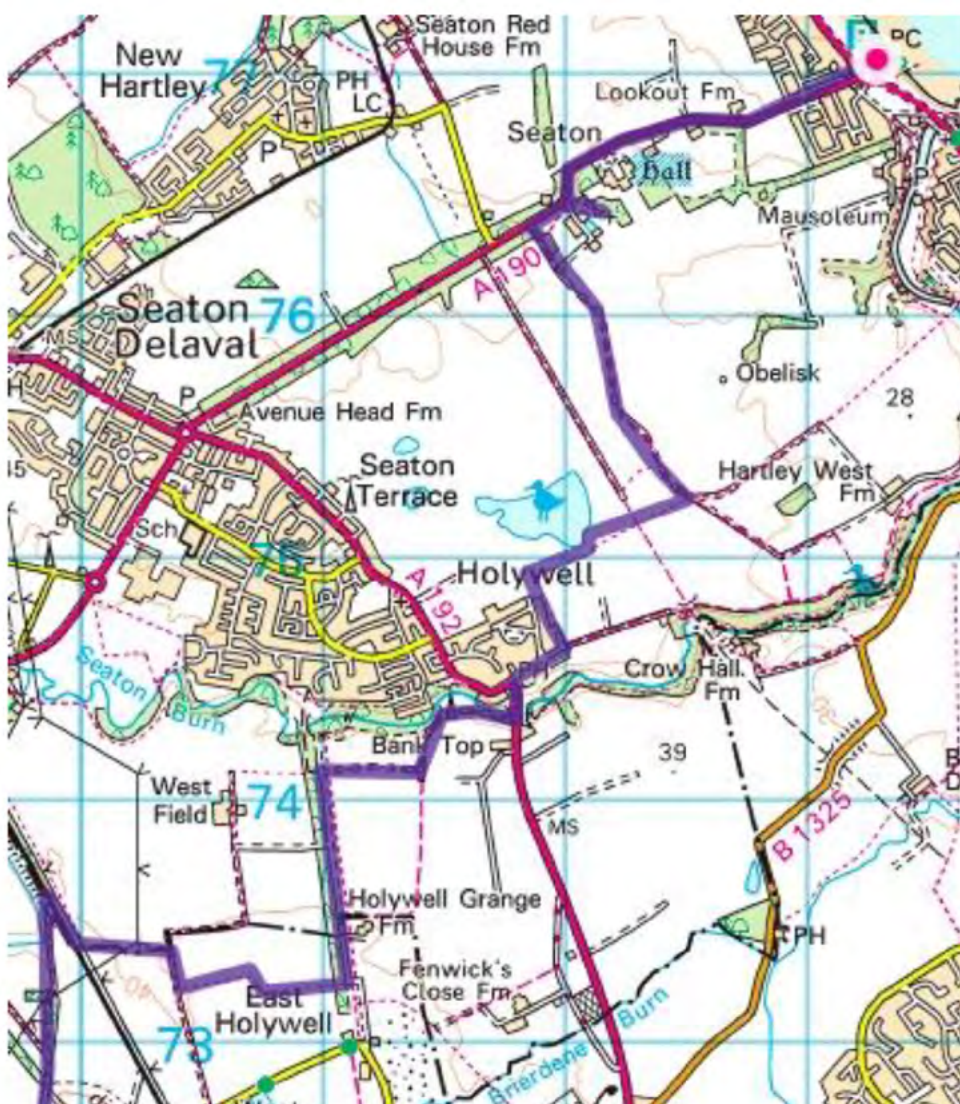 Seaton Red
House Fm
PC
New
Hartley
77
PH
LC
Lookout Fm
P
Seaton
Hall
P
Mausoleum
A 190
Seaton
Delaval
76
MS
Obelisk
P
H
Avenue Head Fm
28
45
Seaton
Terrace
Hartley West
Fm
Sch
75
Holywell
A 192
Seaton
Burn
PH
Crow Hall
Fm
Bank Top
39
West
Field
74
MS
B 1325
Holywell Grange
Fm
PH
Fenwick's
Close Fm
40
East
Holywell
Burn
73
Brierdene